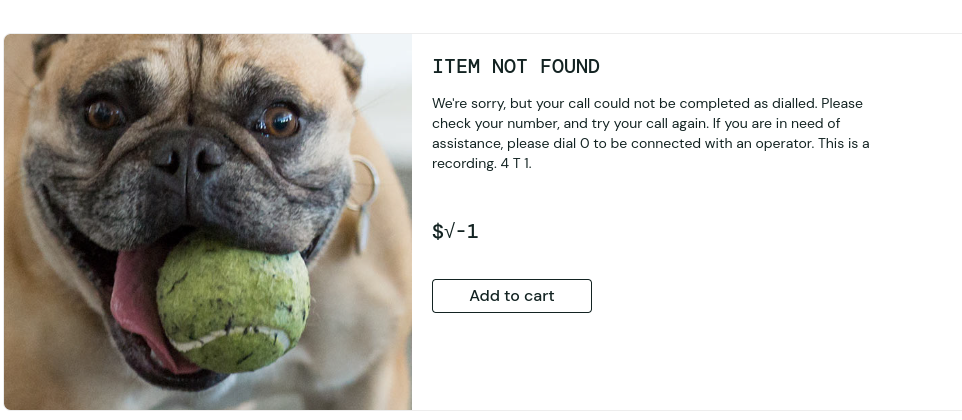 ITEM NOT FOUND
We're sorry, but your call could not be completed as dialled. Please
check your number, and try your call again. If you are in need of
assistance, please dial 0 to be connected with an operator. This is a
recording. 4 T 1.
$√-1
Add to cart